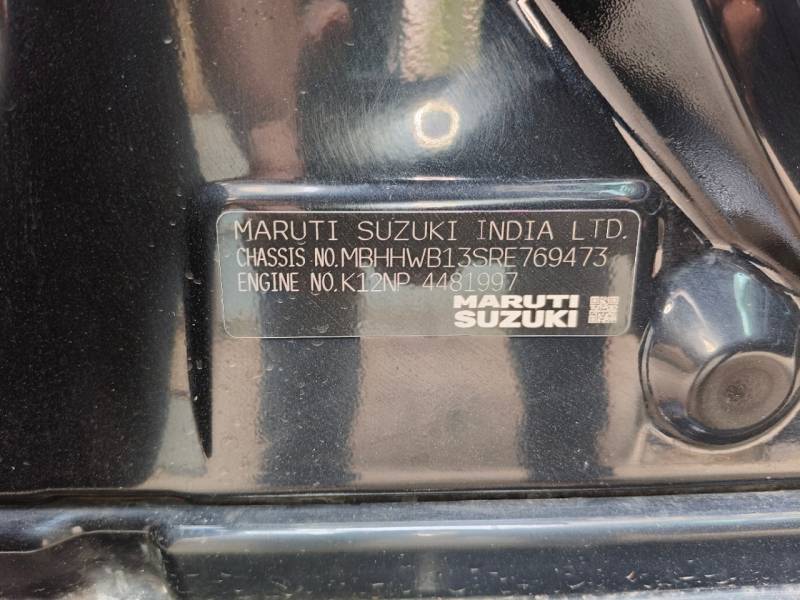 MARUTI SUZUKI INDIA LTD.
CHASSIS NO.MBHHWB13SRE769473
ENGINE NO.K12NP 4481997
MARUTI
SUZUKI